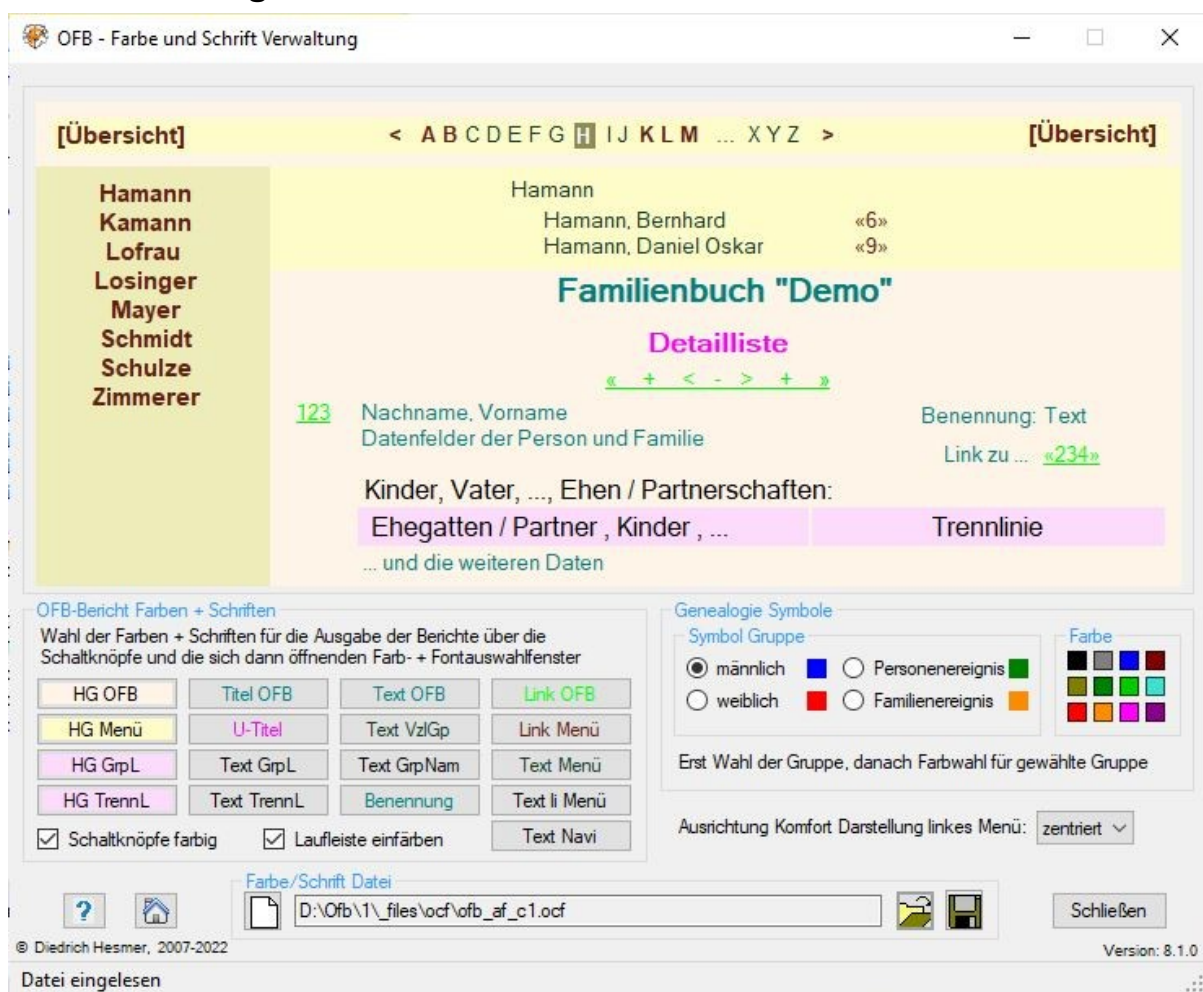 OFB - Farbe und Schrift Verwaltung
[Übersicht] < A B C D E F G H I J K L M ... X Y Z > [Übersicht]
Hamann
Kamann
Lofrau
Losinger
Mayer
Schmidt
Schulze
Zimmerer
Hamann
Hamann, Bernhard «6»
Hamann, Daniel Oskar «9»
Familienbuch "Demo"
Detailliste
« + < - > + »
123 Nachname, Vorname Benennung: Text
Datenfelder der Person und Familie
Link zu ... «234»
Kinder, Vater, ..., Ehen / Partnerschaften:
Ehegatten / Partner , Kinder , ... Trennlinie
... und die weiteren Daten
OFB-Bericht Farben + Schriften
Wahl der Farben + Schriften für die Ausgabe der Berichte über die
Schaltknöpfe und die sich dann öffnenden Farb- + Fontauswahlfenster
HG OFB Titel OFB Text OFB Link OFB
HG Menü U-Titel Text VzlGp Link Menü
HG GrpL Text GrpL Text GrpNam Text Menü
HG TrennL Text TrennL Benennung Text li Menü
Schaltknöpfe farbig Laufleiste einfärben Text Navi
Genealogie Symbole
Symbol Gruppe Farbe
männlich Personenereignis
weiblich Familienereignis
Erst Wahl der Gruppe, danach Farbwahl für gewählte Gruppe
Ausrichtung Komfort Darstellung linkes Menü: zentriert
Farbe/Schrift Datei
? D:\Ofb\1\_files\ocf\ofb_af_c1.ocf Schließen
© Diedrich Hesmer, 2007-2022 Version: 8.1.0
Datei eingelesen